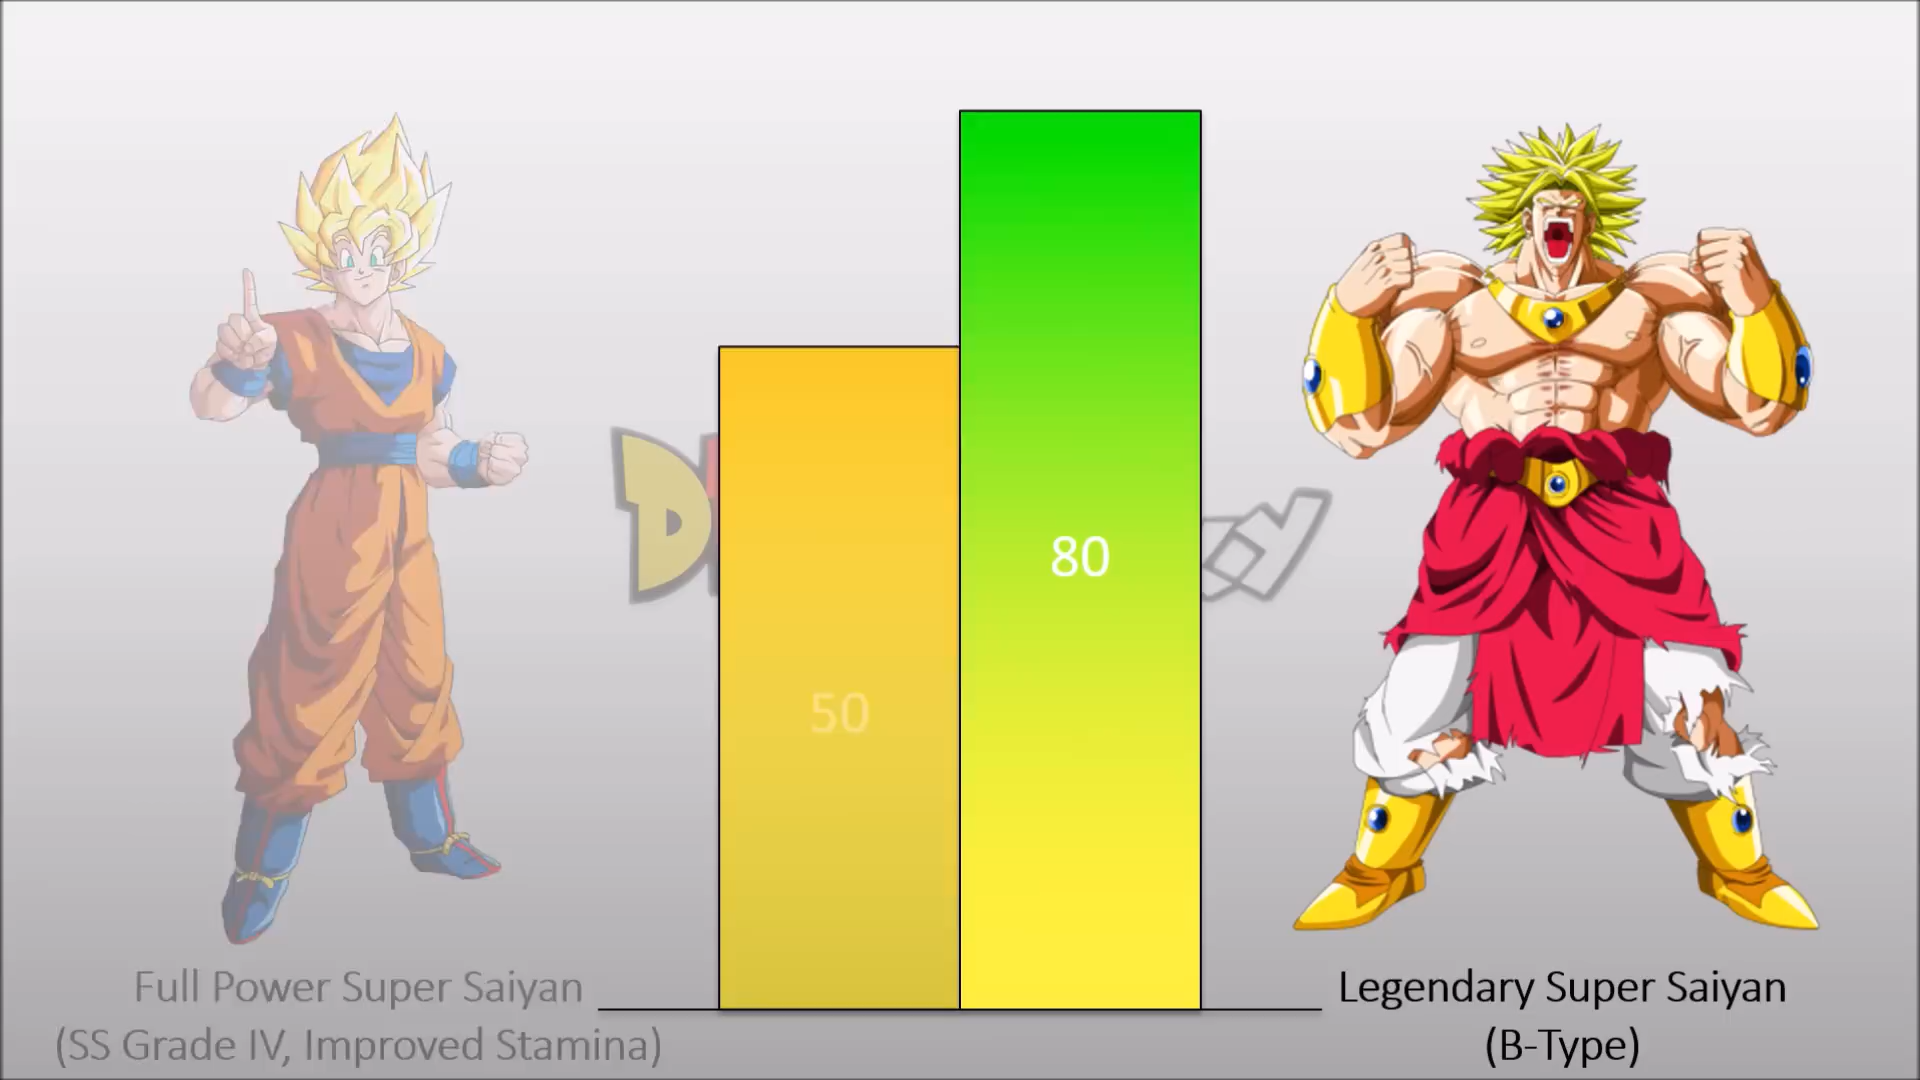 50
80
Full Power Super Saiyan
(SS Grade IV, Improved Stamina)
Legendary Super Saiyan
(B-Type)